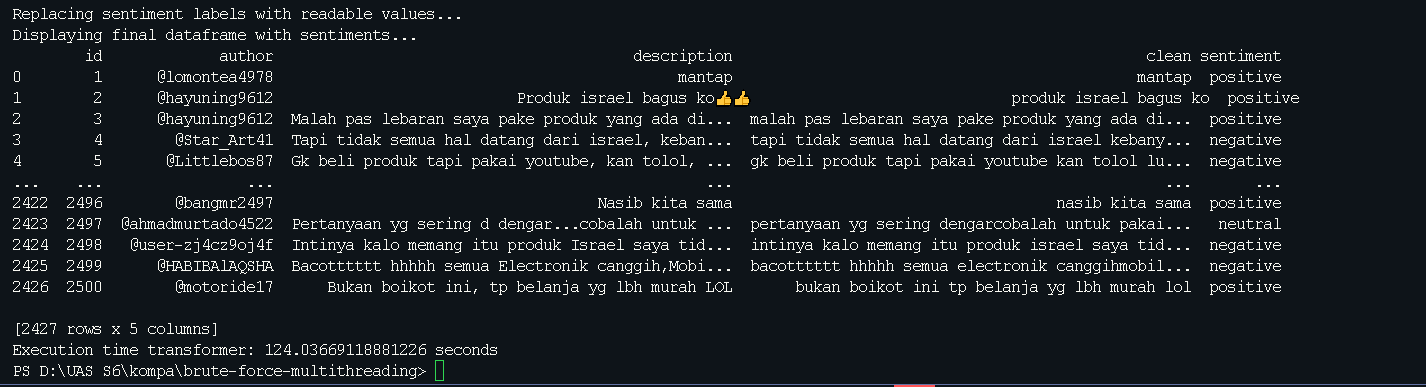 Replacing sentiment labels with readable values...
Displaying final dataframe with sentiments...
id author description clean sentiment
0 1 @lomontea4978 mantap mantap positive
1 2 @hayuning9612 Produk israel bagus ko👍👍 produk israel bagus ko positive
2 3 @hayuning9612 Malah pas lebaran saya pake produk yang ada di... malah pas lebaran saya pake produk yang ada di... positive
3 4 @Star_Art41 Tapi tidak semua hal datang dari israel, keban... tapi tidak semua hal datang dari israel kebany... negative
4 5 @Littlebos87 Gk beli produk tapi pakai youtube, kan tolol, ... gk beli produk tapi pakai youtube kan tolol lu... negative
... ... ... ... ... ...
2422 2496 @bangmr2497 Nasib kita sama nasib kita sama positive
2423 2497 @ahmadmurtado4522 Pertanyaan yg sering d dengar...cobalah untuk ... pertanyaan yg sering dengarcobalah untuk pakai... neutral
2424 2498 @user-zj4cz9oj4f Intinya kalo memang itu produk Israel saya tid... intinya kalo memang itu produk israel saya tid... negative
2425 2499 @HABIBAlAQSHA Bacotttttt hhhhh semua Electronik canggih,Mobi... bacotttttt hhhhh semua electronik canggihmobil... negative
2426 2500 @motoride17 Bukan boikot ini, tp belanja yg lbh murah LOL bukan boikot ini tp belanja yg lbh murah lol positive
[2427 rows x 5 columns]
Execution time transformer: 124.03669118881226 seconds
PS D:\UAS S6\kompa\brute-force-multithreading>